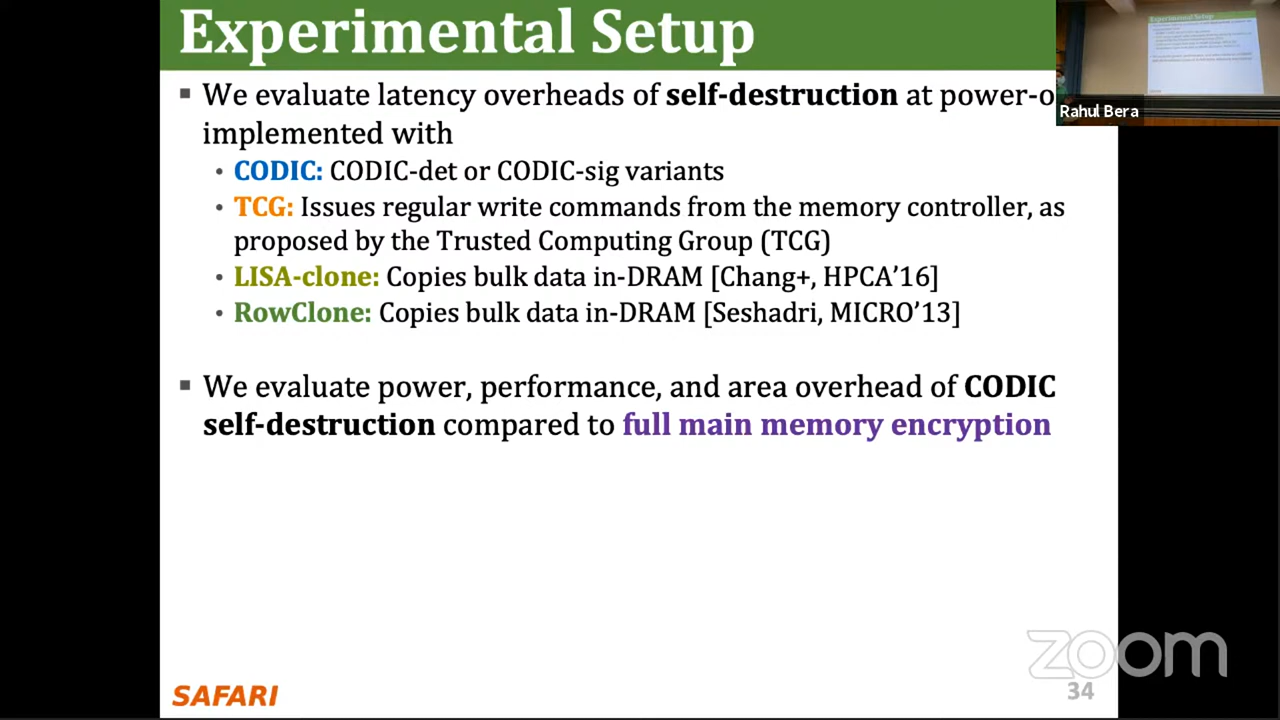 Experimental Setup
▪ We evaluate latency overheads of self-destruction at power-o
implemented with
• CODIC: CODIC-det or CODIC-sig variants
• TCG: Issues regular write commands from the memory controller, as
proposed by the Trusted Computing Group (TCG)
• LISA-clone: Copies bulk data in-DRAM [Chang+, HPCA’16]
• RowClone: Copies bulk data in-DRAM [Seshadri, MICRO’13]
▪ We evaluate power, performance, and area overhead of CODIC
self-destruction compared to full main memory encryption
SAFARI
34
zoom
Experimental Setup
Rahul Bera